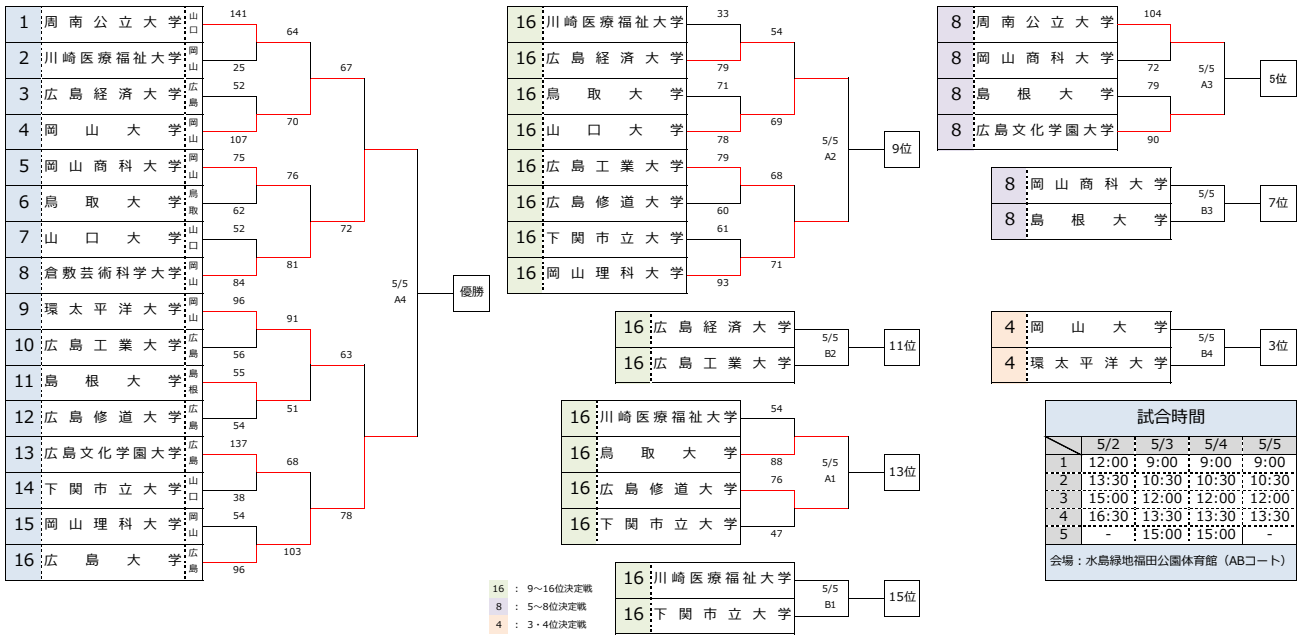 1 周南公立大学 山口
2 川崎医療福祉大学 岡山
3 広島経済大学 広島
4 岡山大学 岡山
5 岡山商科大学 岡山
6 鳥取大学 鳥取
7 山口大学 山口
8 倉敷芸術科学大学 岡山
9 環太平洋大学 岡山
10 広島工業大学 広島
11 島根大学 島根
12 広島修道大学 広島
13 広島文化学園大学 広島
14 下関市立大学 山口
15 岡山理科大学 岡山
16 広島大学 広島
141
25
52
107
75
62
52
84
96
56
55
54
137
38
54
96
64
70
76
81
91
51
68
103
67
72
63
78
5/5
A4
優勝
16 川崎医療福祉大学
16 広島経済大学
16 鳥取大学
16 山口大学
16 広島工業大学
16 広島修道大学
16 下関市立大学
16 岡山理科大学
33
79
71
78
79
60
61
93
54
69
68
71
5/5
A2
9位
16 広島経済大学
16 広島工業大学
5/5
B2
11位
16 川崎医療福祉大学
16 鳥取大学
16 広島修道大学
16 下関市立大学
54
88
76
47
5/5
A1
13位
16 川崎医療福祉大学
16 下関市立大学
5/5
B1
15位
16 : 9～16位決定戦
8 : 5～8位決定戦
4 : 3・4位決定戦
8 周南公立大学
8 岡山商科大学
8 島根大学
8 広島文化学園大学
104
72
79
90
5/5
A3
5位
8 岡山商科大学
8 島根大学
5/5
B3
7位
4 岡山大学
4 環太平洋大学
5/5
B4
3位
試合時間
5/2 5/3 5/4 5/5
1 12:00 9:00 9:00 9:00
2 13:30 10:30 10:30 10:30
3 15:00 12:00 12:00 12:00
4 16:30 13:30 13:30 13:30
5 - 15:00 15:00 -
会場：水島緑地福田公園体育館（ABコート）